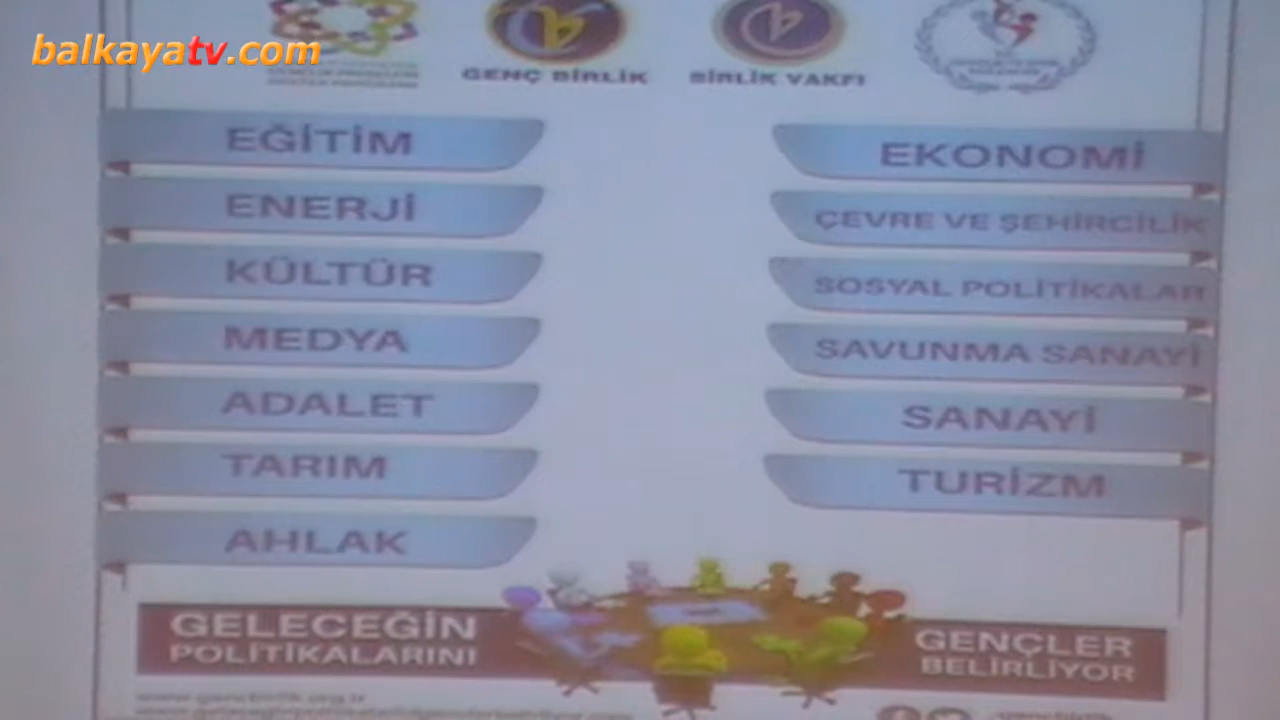 balkayatv.com
GENÇ BİRLİK
BİRLİK VAKFI
EĞİTİM
ENERJİ
KÜLTÜR
MEDYA
ADALET
TARIM
AHLAK
EKONOMİ
ÇEVRE VE ŞEHİRCİLİK
SOSYAL POLİTİKALAR
SAVUNMA SANAYİ
SANAYİ
TURİZM
GELECEĞİN
POLİTİKALARINI
GENÇLER
BELİRLİYOR